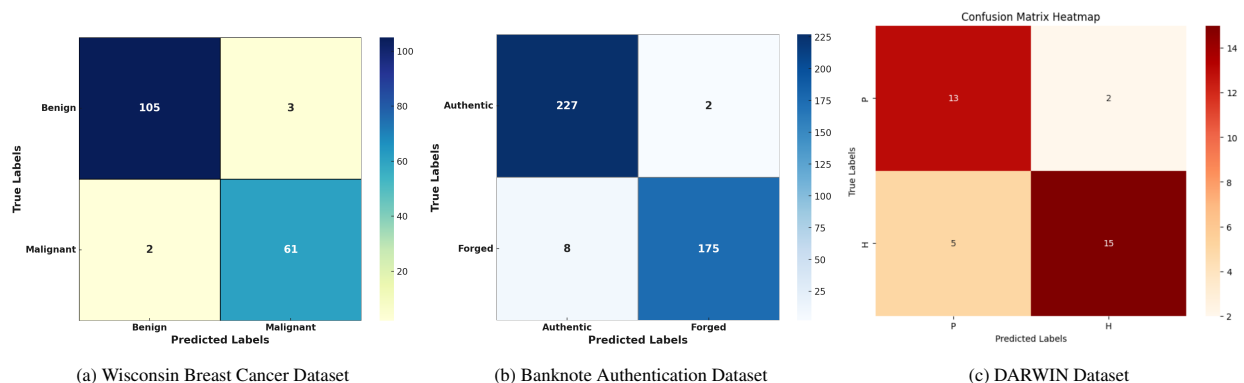 True Labels
Benign
Malignant
105
3
2
61
Benign
Malignant
Predicted Labels
100
80
60
40
20
(a) Wisconsin Breast Cancer Dataset
True Labels
Authentic
Forged
227
2
8
175
Authentic
Forged
Predicted Labels
225
200
175
150
125
100
75
50
25
(b) Banknote Authentication Dataset
Confusion Matrix Heatmap
True Labels
P
H
13
2
5
15
P
H
Predicted Labels
14
12
10
8
6
4
2
(c) DARWIN Dataset